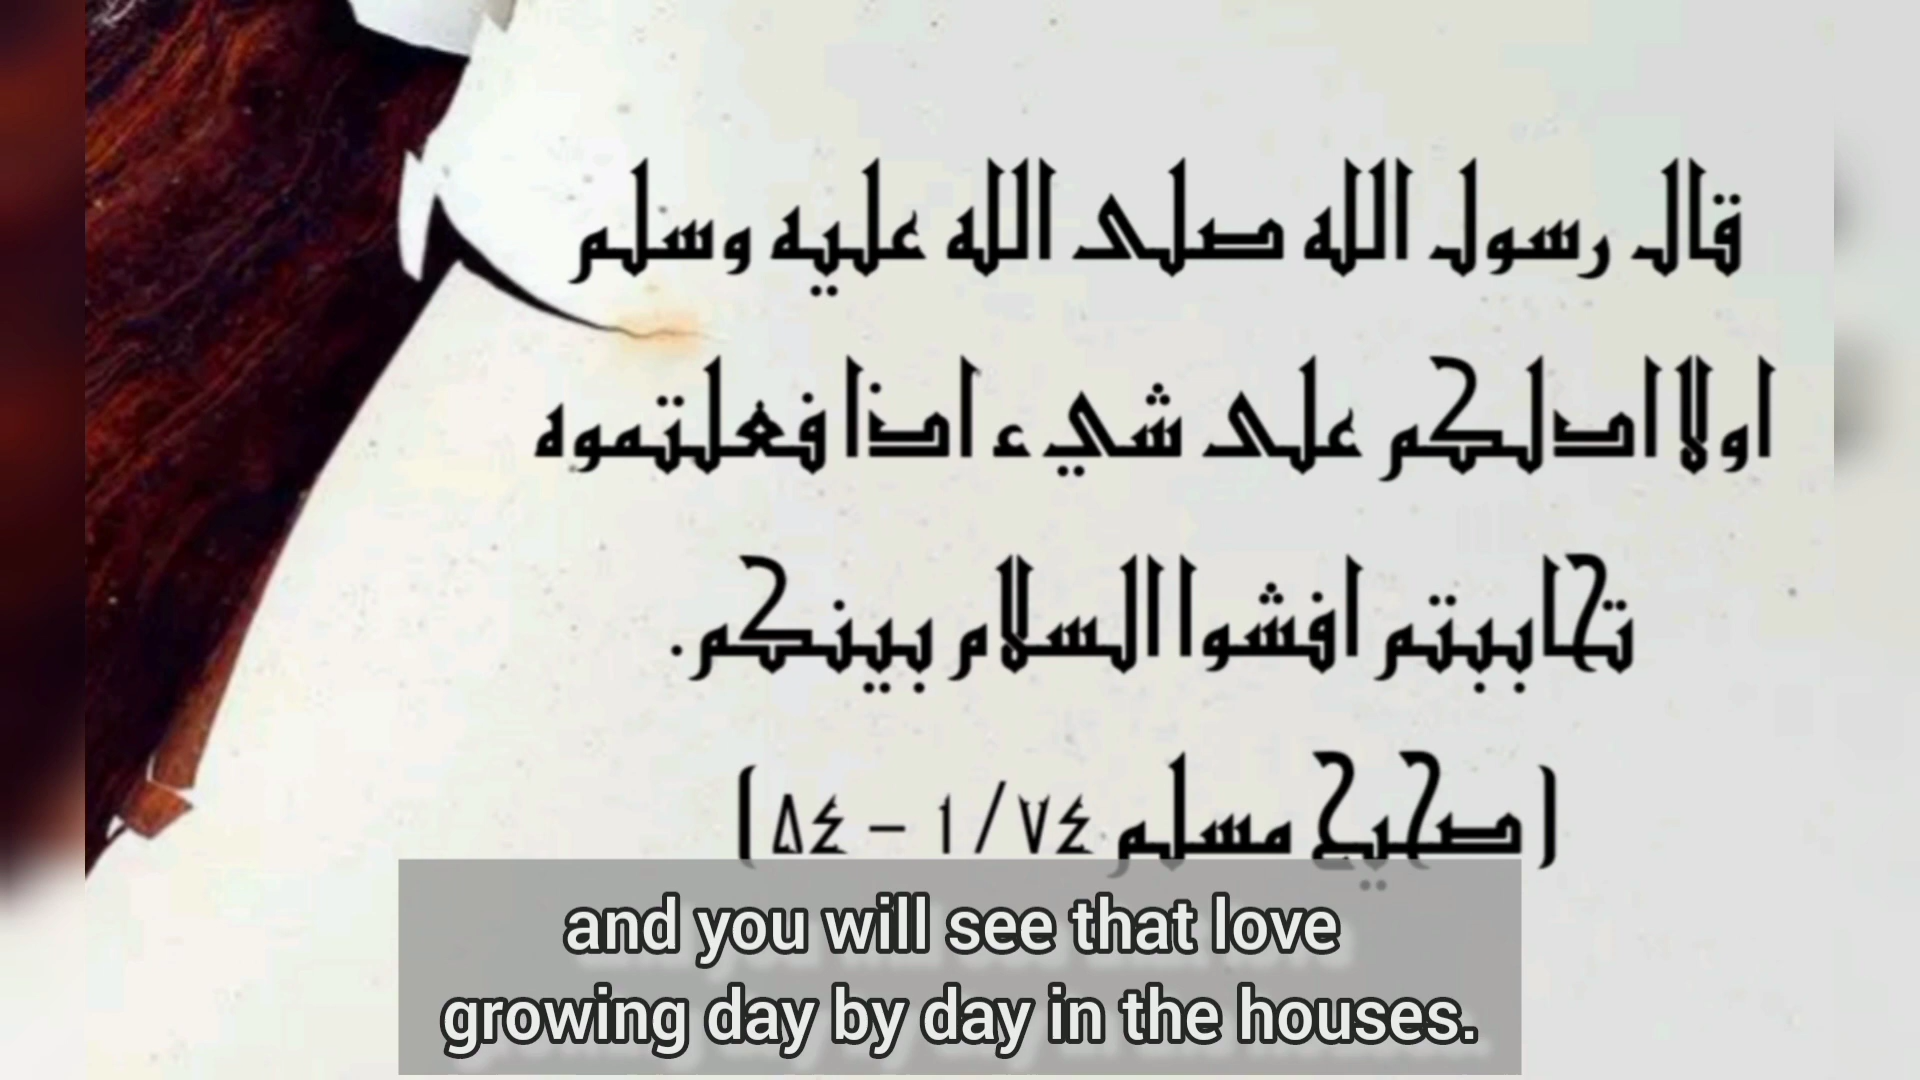 قال رسول الله صلى الله عليه وسلم
اولا ادلكم على شيء اذا فعلتموه
تحاببتم افشوا السلام بينكم.
(صحيح مسلم ٧٤ / ١ - ٥٤)
and you will see that love
growing day by day in the houses.